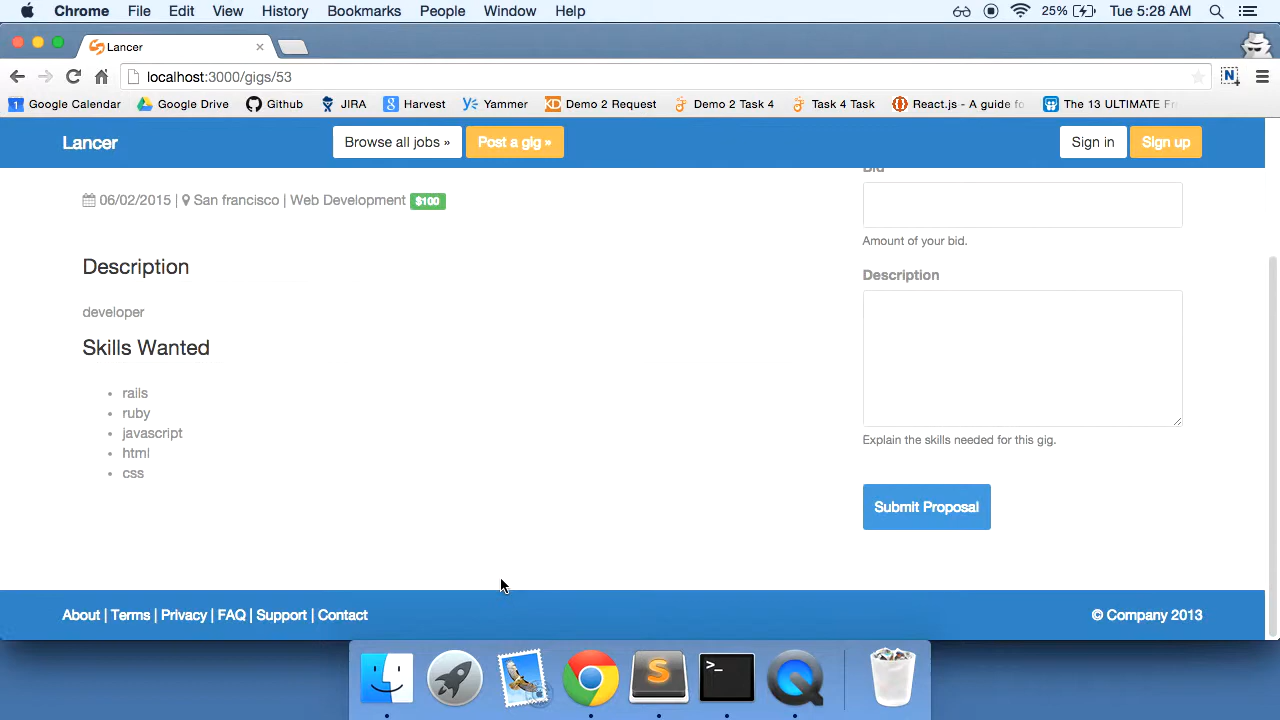 Chrome File Edit View History Bookmarks People Window Help 25% Tue 5:28 AM
Lancer
localhost:3000/gigs/53
Google Calendar Google Drive Github JIRA Harvest Yammer Demo 2 Request Demo 2 Task 4 Task 4 Task React.js - A guide fo The 13 ULTIMATE
Lancer Browse all jobs » Post a gig » Sign in Sign up
Bid
06/02/2015 | San francisco | Web Development $100
Amount of your bid.
Description
Description
developer
Skills Wanted
rails
ruby
javascript
html
css
Explain the skills needed for this gig.
Submit Proposal
About | Terms | Privacy | FAQ | Support | Contact © Company 2013